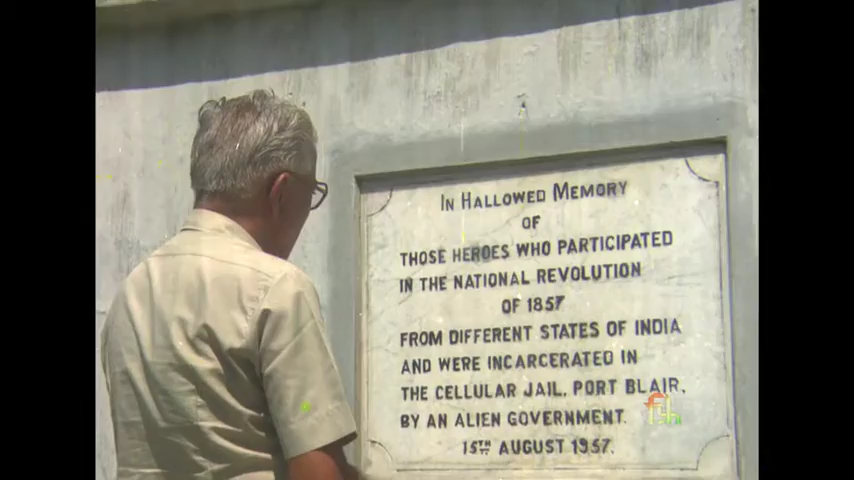 IN HALLOWED MEMORY
OF
THOSE HEROES WHO PARTICIPATED
IN THE NATIONAL REVOLUTION
OF 1857
FROM DIFFERENT STATES OF INDIA
AND WERE INCARCERATED IN
THE CELLULAR JAIL, PORT BLAIR,
BY AN ALIEN GOVERNMENT.
15TH AUGUST 1957.